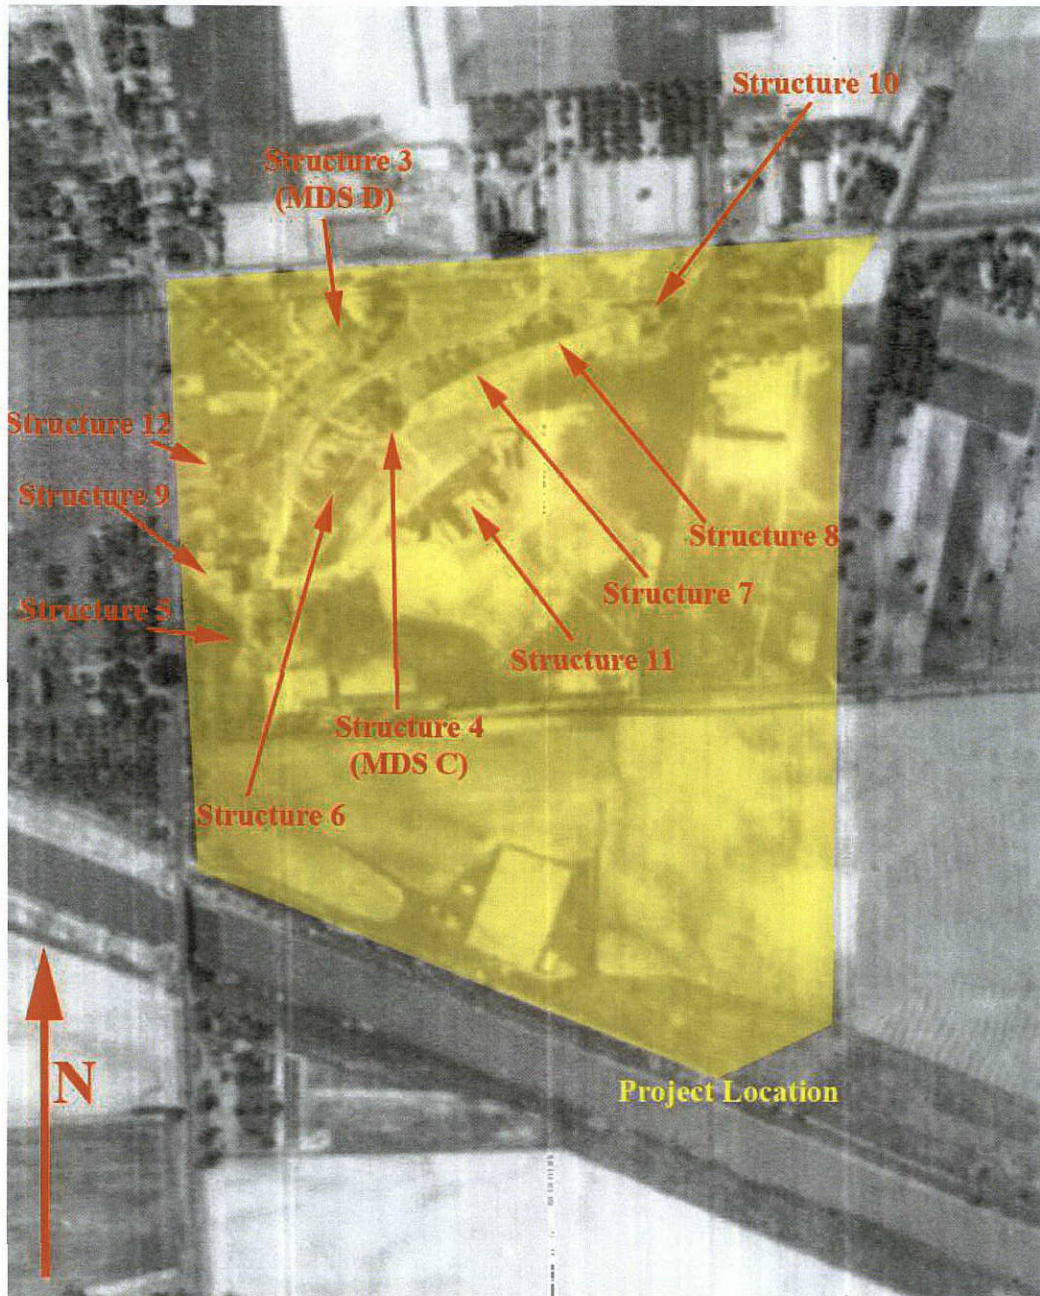 Structure 10
Structure 3
(MDS D)
Structure 12
Structure 9
Structure 8
Structure 7
Structure 5
Structure 11
Structure 4
(MDS C)
Structure 6
N
Project Location